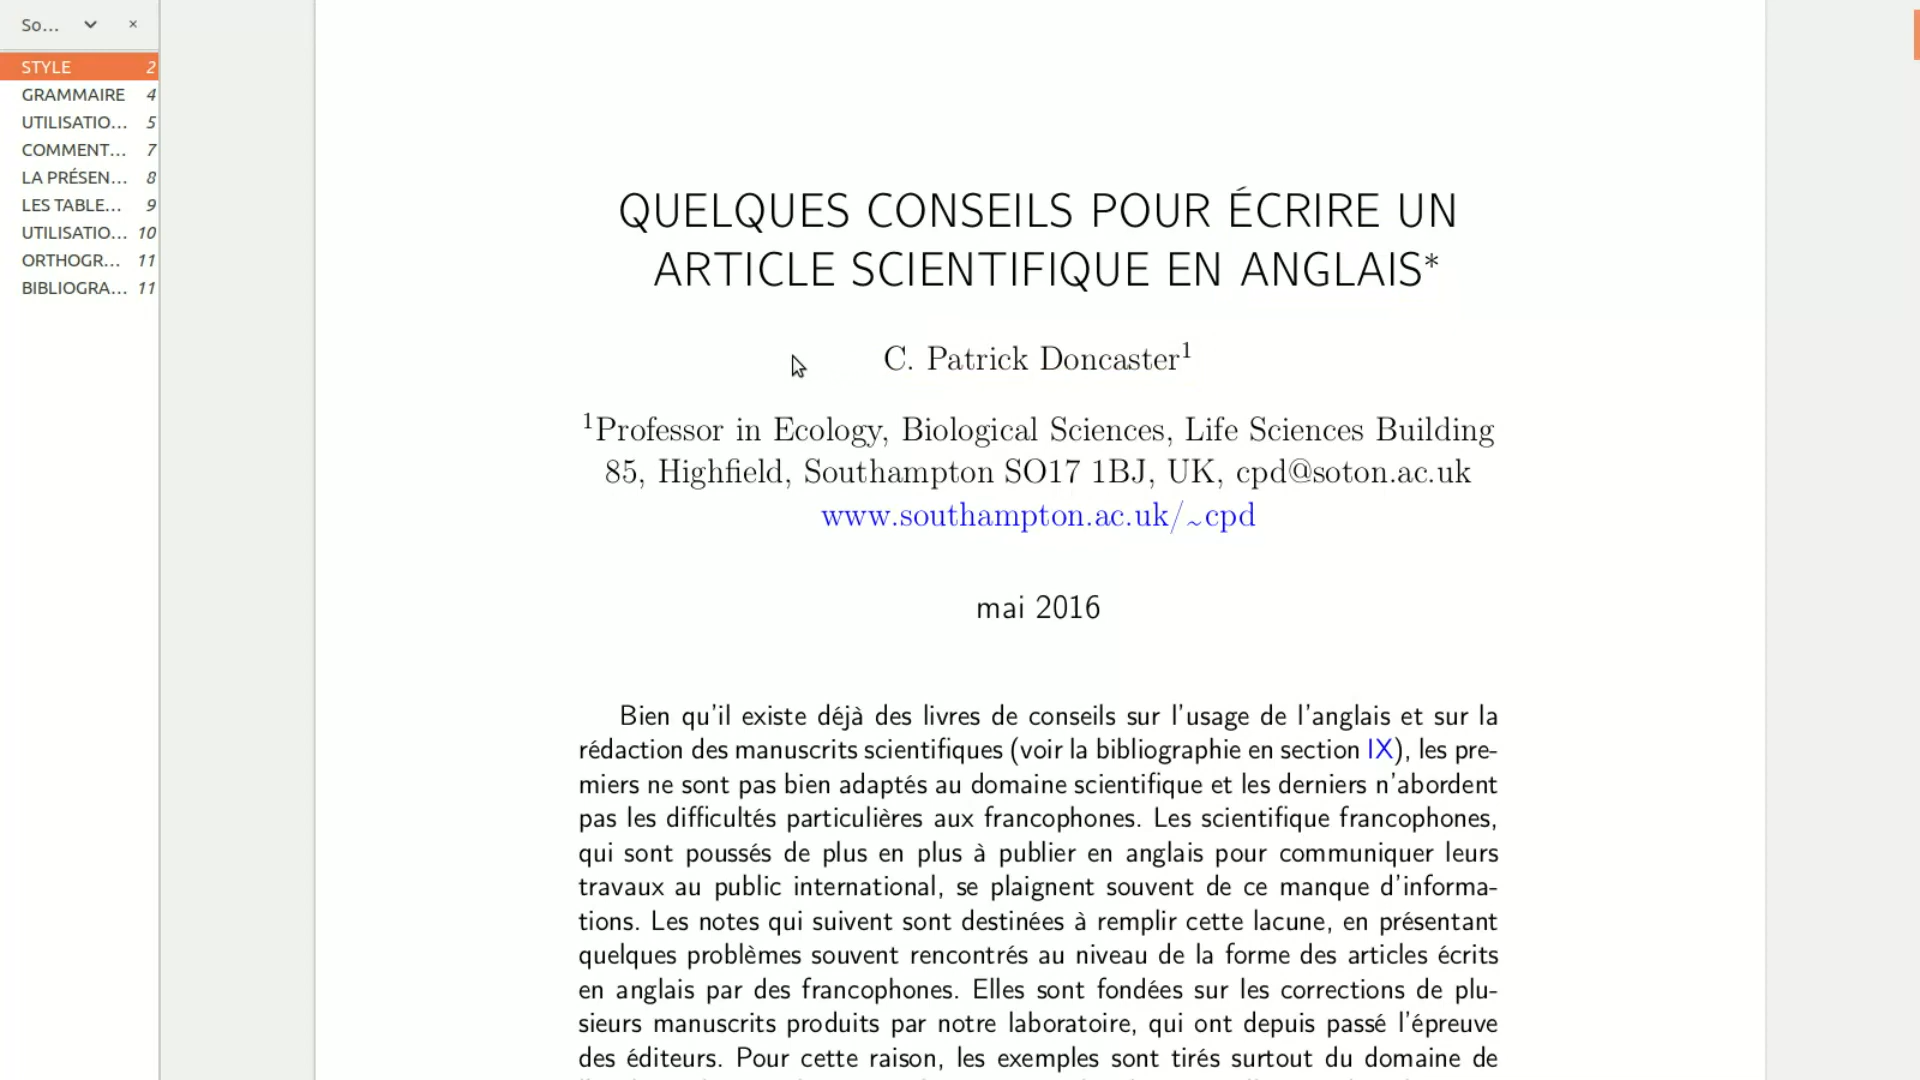 So...
STYLE 2
GRAMMAIRE 4
UTILISATIO... 5
COMMENT... 7
LA PRÉSEN... 8
LES TABLE... 9
UTILISATIO... 10
ORTHOGR... 11
BIBLIOGRA... 11
QUELQUES CONSEILS POUR ÉCRIRE UN
ARTICLE SCIENTIFIQUE EN ANGLAIS*
C. Patrick Doncaster1
1Professor in Ecology, Biological Sciences, Life Sciences Building
85, Highfield, Southampton SO17 1BJ, UK, cpd@soton.ac.uk
www.southampton.ac.uk/~cpd
mai 2016
Bien qu'il existe déjà des livres de conseils sur l'usage de l'anglais et sur la
rédaction des manuscrits scientifiques (voir la bibliographie en section IX), les pre-
miers ne sont pas bien adaptés au domaine scientifique et les derniers n'abordent
pas les difficultés particulières aux francophones. Les scientifique francophones,
qui sont poussés de plus en plus à publier en anglais pour communiquer leurs
travaux au public international, se plaignent souvent de ce manque d'informa-
tions. Les notes qui suivent sont destinées à remplir cette lacune, en présentant
quelques problèmes souvent rencontrés au niveau de la forme des articles écrits
en anglais par des francophones. Elles sont fondées sur les corrections de plu-
sieurs manuscrits produits par notre laboratoire, qui ont depuis passé l'épreuve
des éditeurs. Pour cette raison, les exemples sont tirés surtout du domaine de